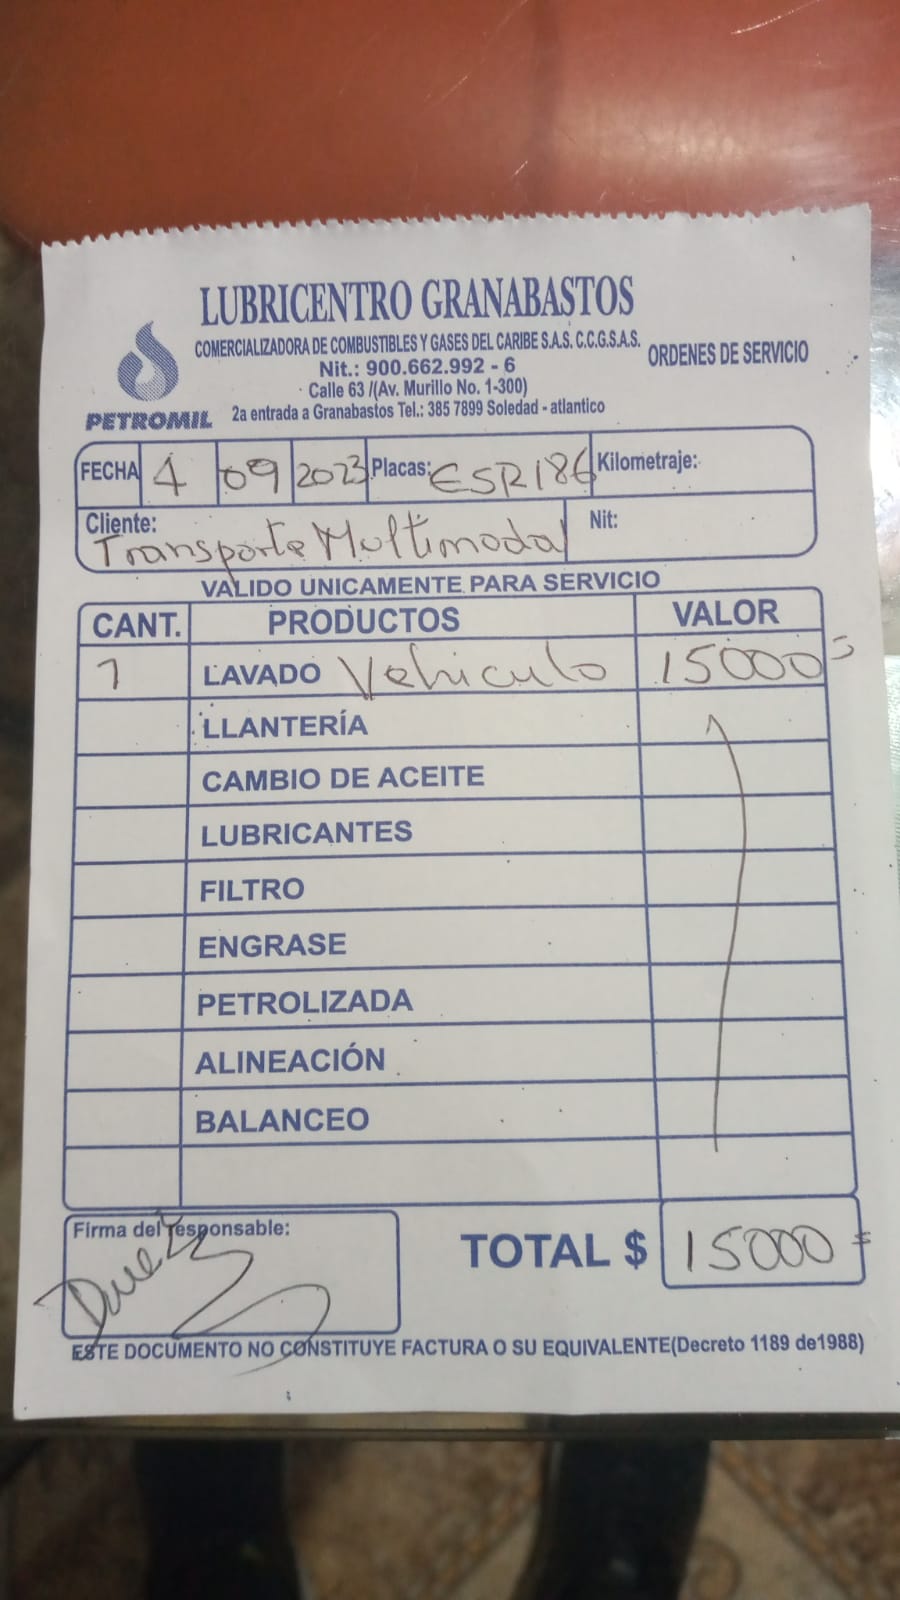 LUBRICENTRO GRANABASTOS
COMERCIALIZADORA DE COMBUSTIBLES Y GASES DEL CARIBE S.A.S. C.C.G.S.A.S.
ORDENES DE SERVICIO
Nit.: 900.662.992 - 6
Calle 63 /(Av. Murillo No. 1-300)
PETROMIL
2a entrada a Granabastos Tel.: 385 7899 Soledad - atlantico
FECHA 4 09 2023 Placas: ESR186 Kilometraje:
Cliente: Transporte Multimodal Nit:
VALIDO UNICAMENTE PARA SERVICIO
CANT. PRODUCTOS VALOR
1 LAVADO Vehiculo 15000=
LLANTERÍA
CAMBIO DE ACEITE
LUBRICANTES
FILTRO
ENGRASE
PETROLIZADA
ALINEACIÓN
BALANCEO
Firma del responsable:
TOTAL $ 15000=
ESTE DOCUMENTO NO CONSTITUYE FACTURA O SU EQUIVALENTE(Decreto 1189 de1988)